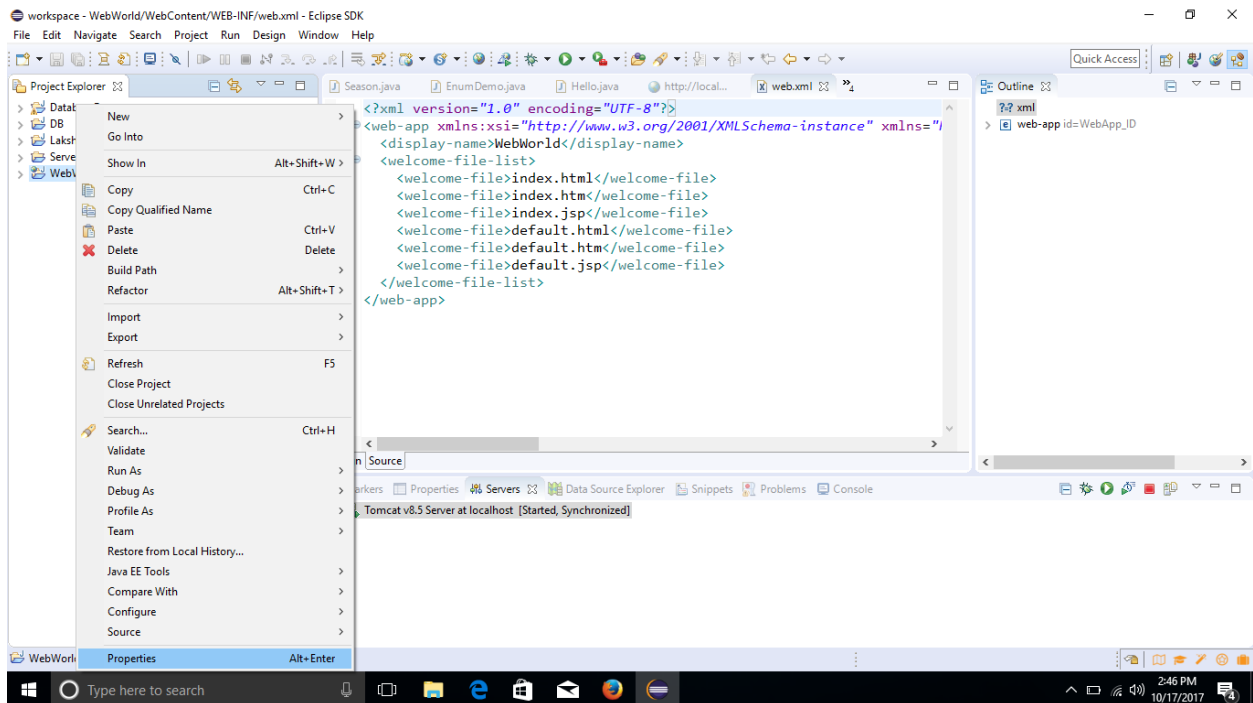 workspace - WebWorld/WebContent/WEB-INF/web.xml - Eclipse SDK
File Edit Navigate Search Project Run Design Window Help
Quick Access
Project Explorer
Season.java EnumDemo.java Hello.java http://local... web.xml 4
Outline
DB
Laksh
Serve
New
Go Into
Show In Alt+Shift+W >
Copy Ctrl+C
Copy Qualified Name
Paste Ctrl+V
Delete Delete
Build Path
Refactor Alt+Shift+T >
Import
Export
Refresh F5
Close Project
Close Unrelated Projects
Search... Ctrl+H
Validate
Run As
Debug As
Profile As
Team
Restore from Local History...
Java EE Tools
Compare With
Configure
Source
Properties Alt+Enter
<?xml version="1.0" encoding="UTF-8"?>
<web-app xmlns:xsi="http://www.w3.org/2001/XMLSchema-instance" xmlns="
<display-name>WebWorld</display-name>
<welcome-file-list>
<welcome-file>index.html</welcome-file>
<welcome-file>index.htm</welcome-file>
<welcome-file>index.jsp</welcome-file>
<welcome-file>default.html</welcome-file>
<welcome-file>default.htm</welcome-file>
<welcome-file>default.jsp</welcome-file>
</welcome-file-list>
</web-app>
n Source
?=? xml
web-app id=WebApp_ID
arkers Properties Servers Data Source Explorer Snippets Problems Console
Tomcat v8.5 Server at localhost [Started, Synchronized]
WebWorl
Type here to search
2:46 PM
10/17/2017
4